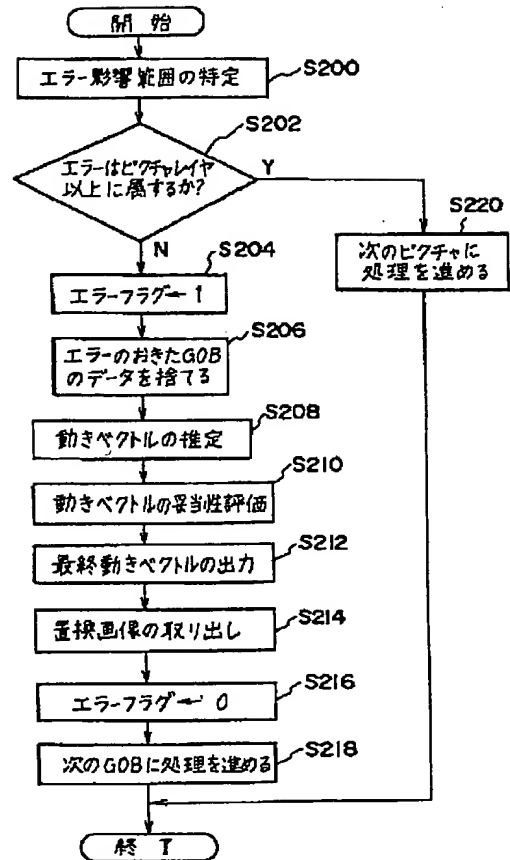 開始
エラー影響範囲の特定
S200
S202
エラーはピクチャレイヤ
以上に属するか?
Y
N
S204
エラーフラグ←1
S206
エラーのおきたGOB
のデータを捨てる
S208
動きベクトルの推定
S210
動きベクトルの妥当性評価
S212
最終動きベクトルの出力
S214
置換画像の取り出し
S216
エラーフラグ←0
S218
次のGOBに処理を進める
S220
次のピクチャに
処理を進める
終了